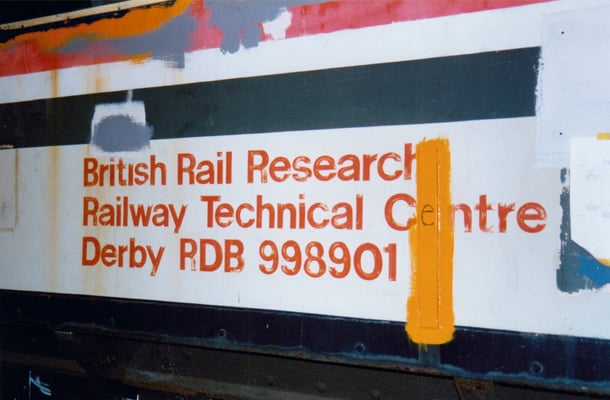 British Rail Research
Railway Technical Centre
Derby RDB 998901